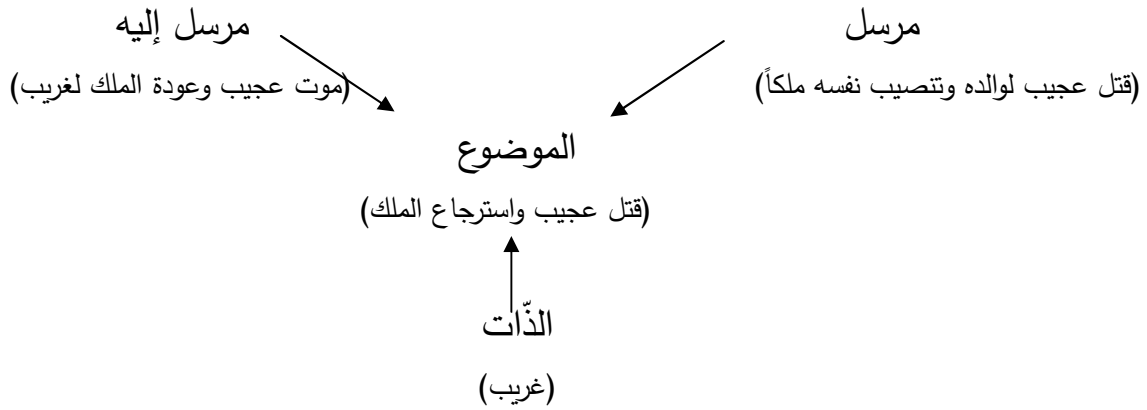 مرسل
مرسل إليه
(قتل عجيب لوالده وتنصيب نفسه ملكاً)
(موت عجيب وعودة الملك لغريب)
الموضوع
(قتل عجيب واسترجاع الملك)
الذّات
(غريب)